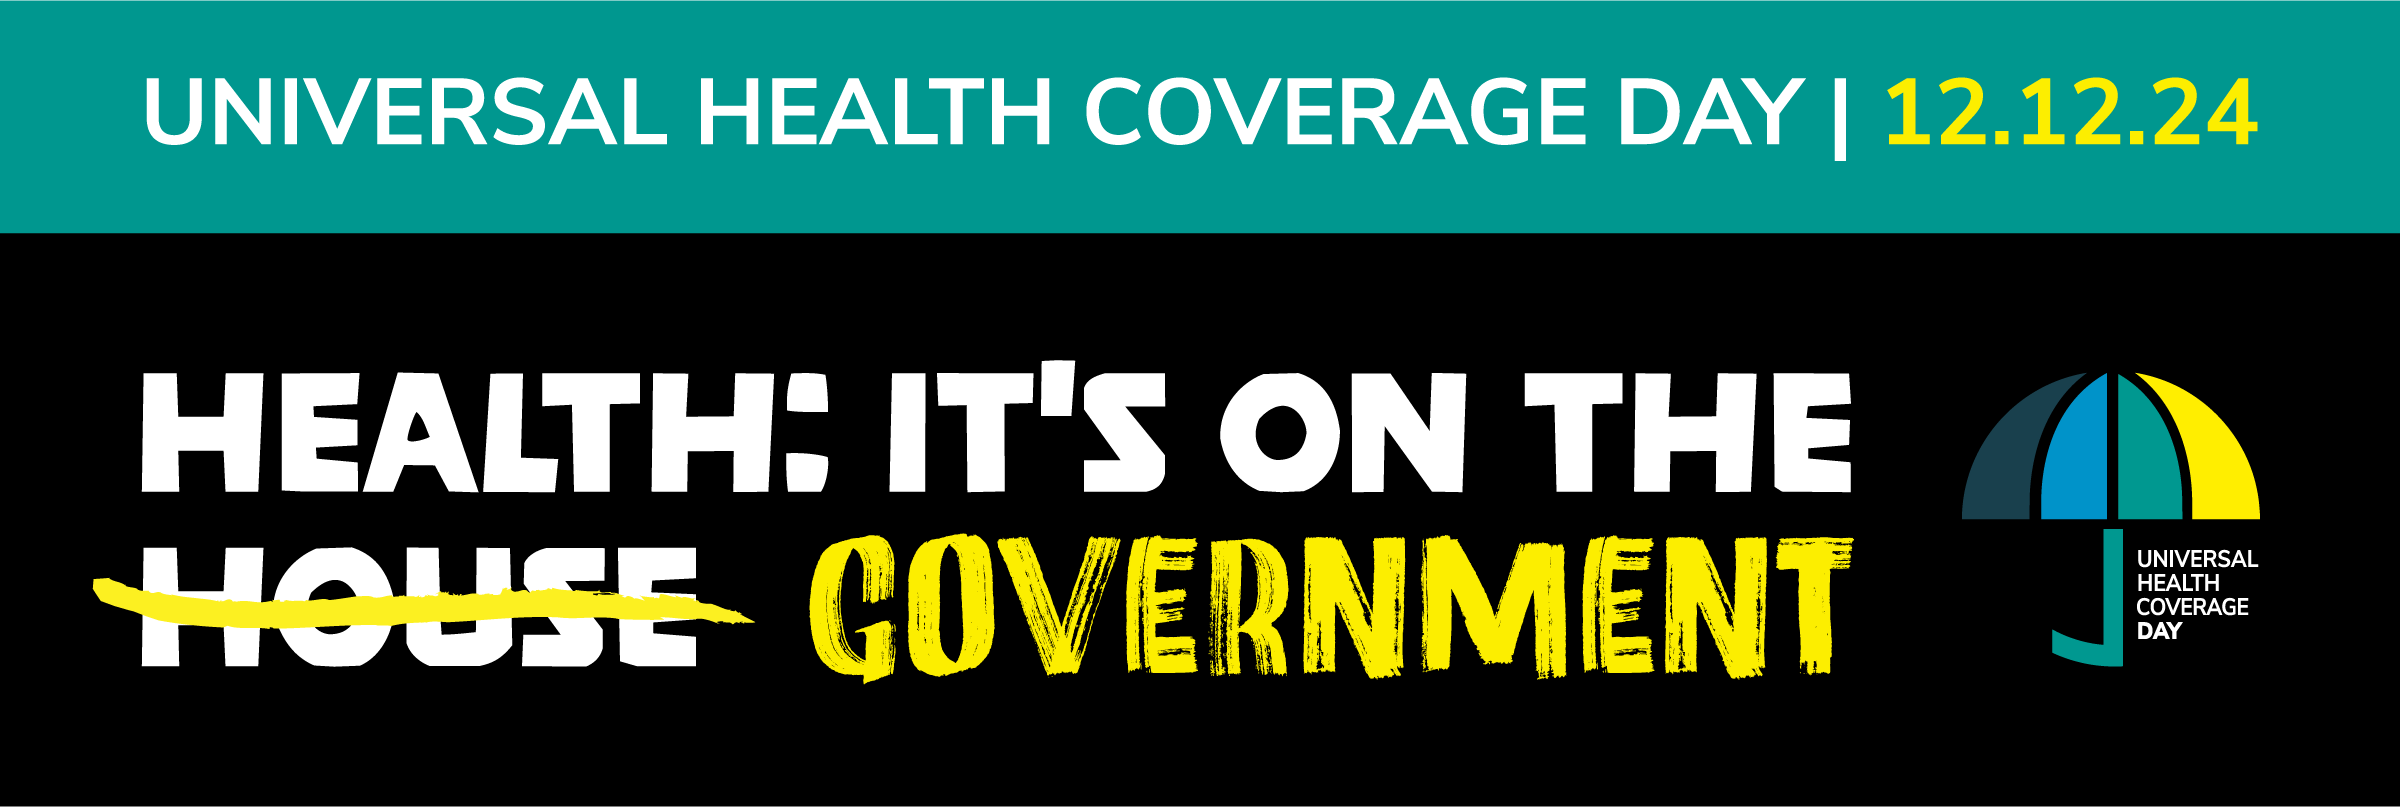 UNIVERSAL HEALTH COVERAGE DAY | 12.12.24
HEALTH: IT'S ON THE
HOUSE GOVERNMENT
UNIVERSAL
HEALTH
COVERAGE
DAY